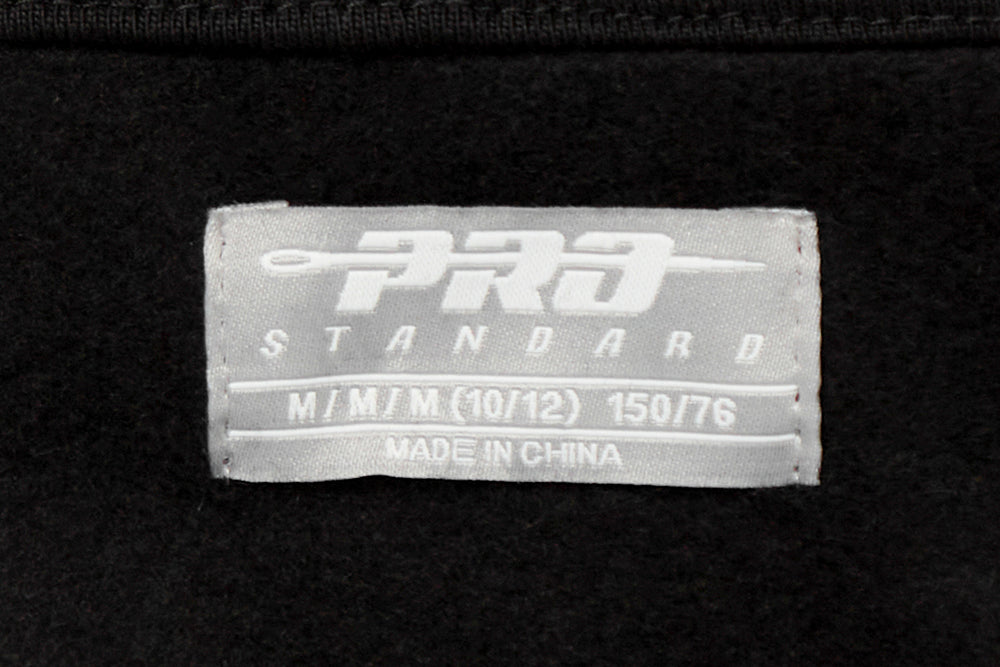 PRO
STANDARD
M/M/M (10/12) 150/76
MADE IN CHINA